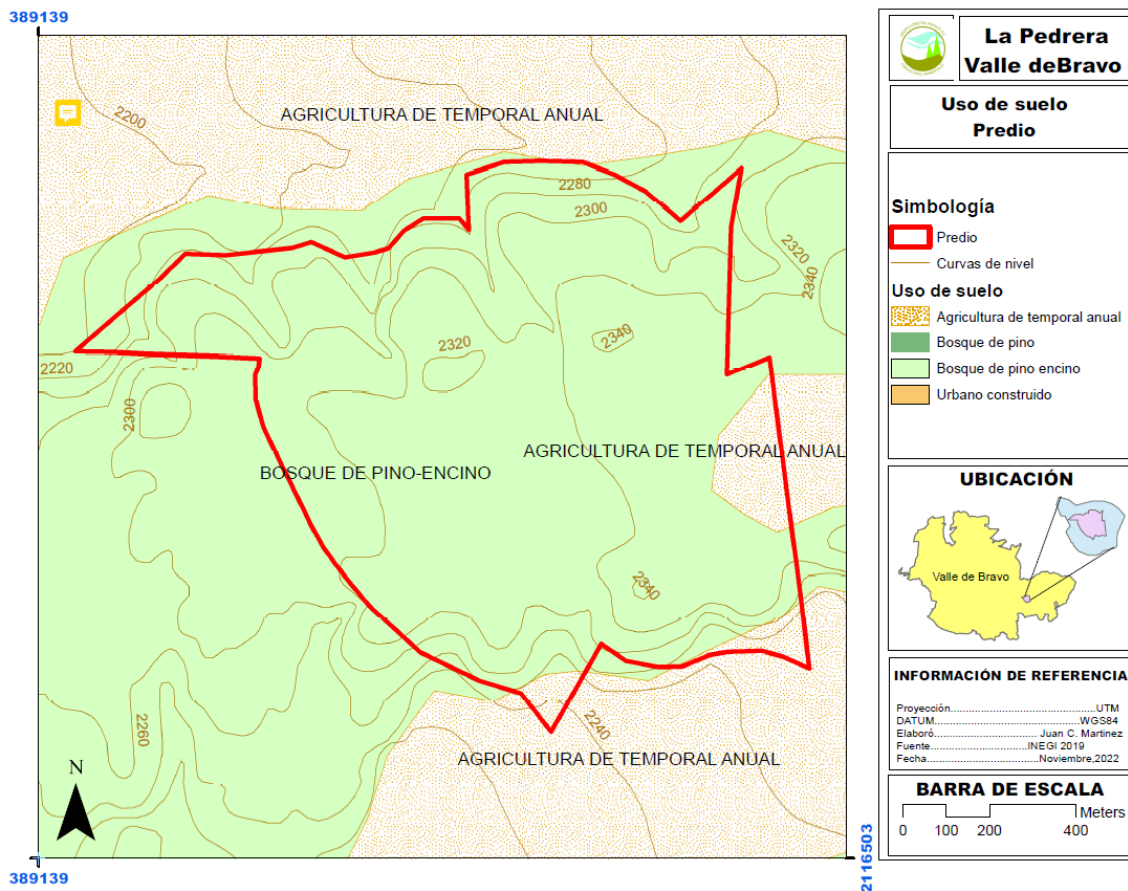 389139
2200
AGRICULTURA DE TEMPORAL ANUAL
2280
2300
2320
2340
2340
2320
2220
2300
AGRICULTURA DE TEMPORAL ANUAL
BOSQUE DE PINO-ENCINO
2340
2260
2240
AGRICULTURA DE TEMPORAL ANUAL
N
389139
2116503
La Pedrera
Valle deBravo
Uso de suelo
Predio
Simbología
Predio
Curvas de nivel
Uso de suelo
Agricultura de temporal anual
Bosque de pino
Bosque de pino encino
Urbano construido
UBICACIÓN
Valle de Bravo
INFORMACIÓN DE REFERENCIA
Proyección.......................................UTM
DATUM...................................WGS84
Elaboró......................... Juan C. Martinez
Fuente........................INEGI 2019
Fecha...........................Noviembre,2022
BARRA DE ESCALA
Meters
0 100 200 400